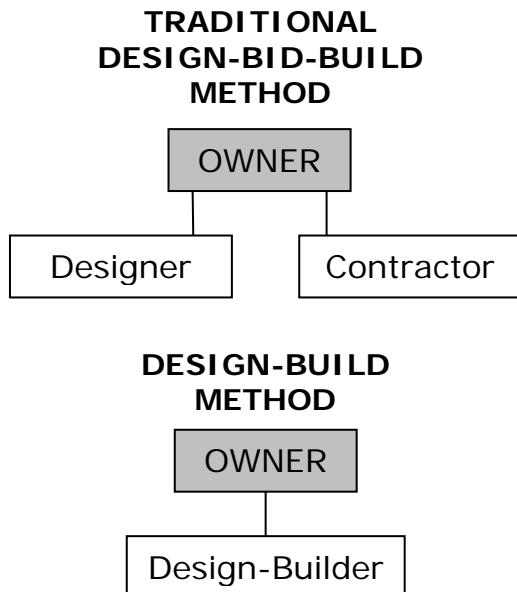 TRADITIONAL
DESIGN-BID-BUILD
METHOD
OWNER
Designer Contractor
DESIGN-BUILD
METHOD
OWNER
Design-Builder